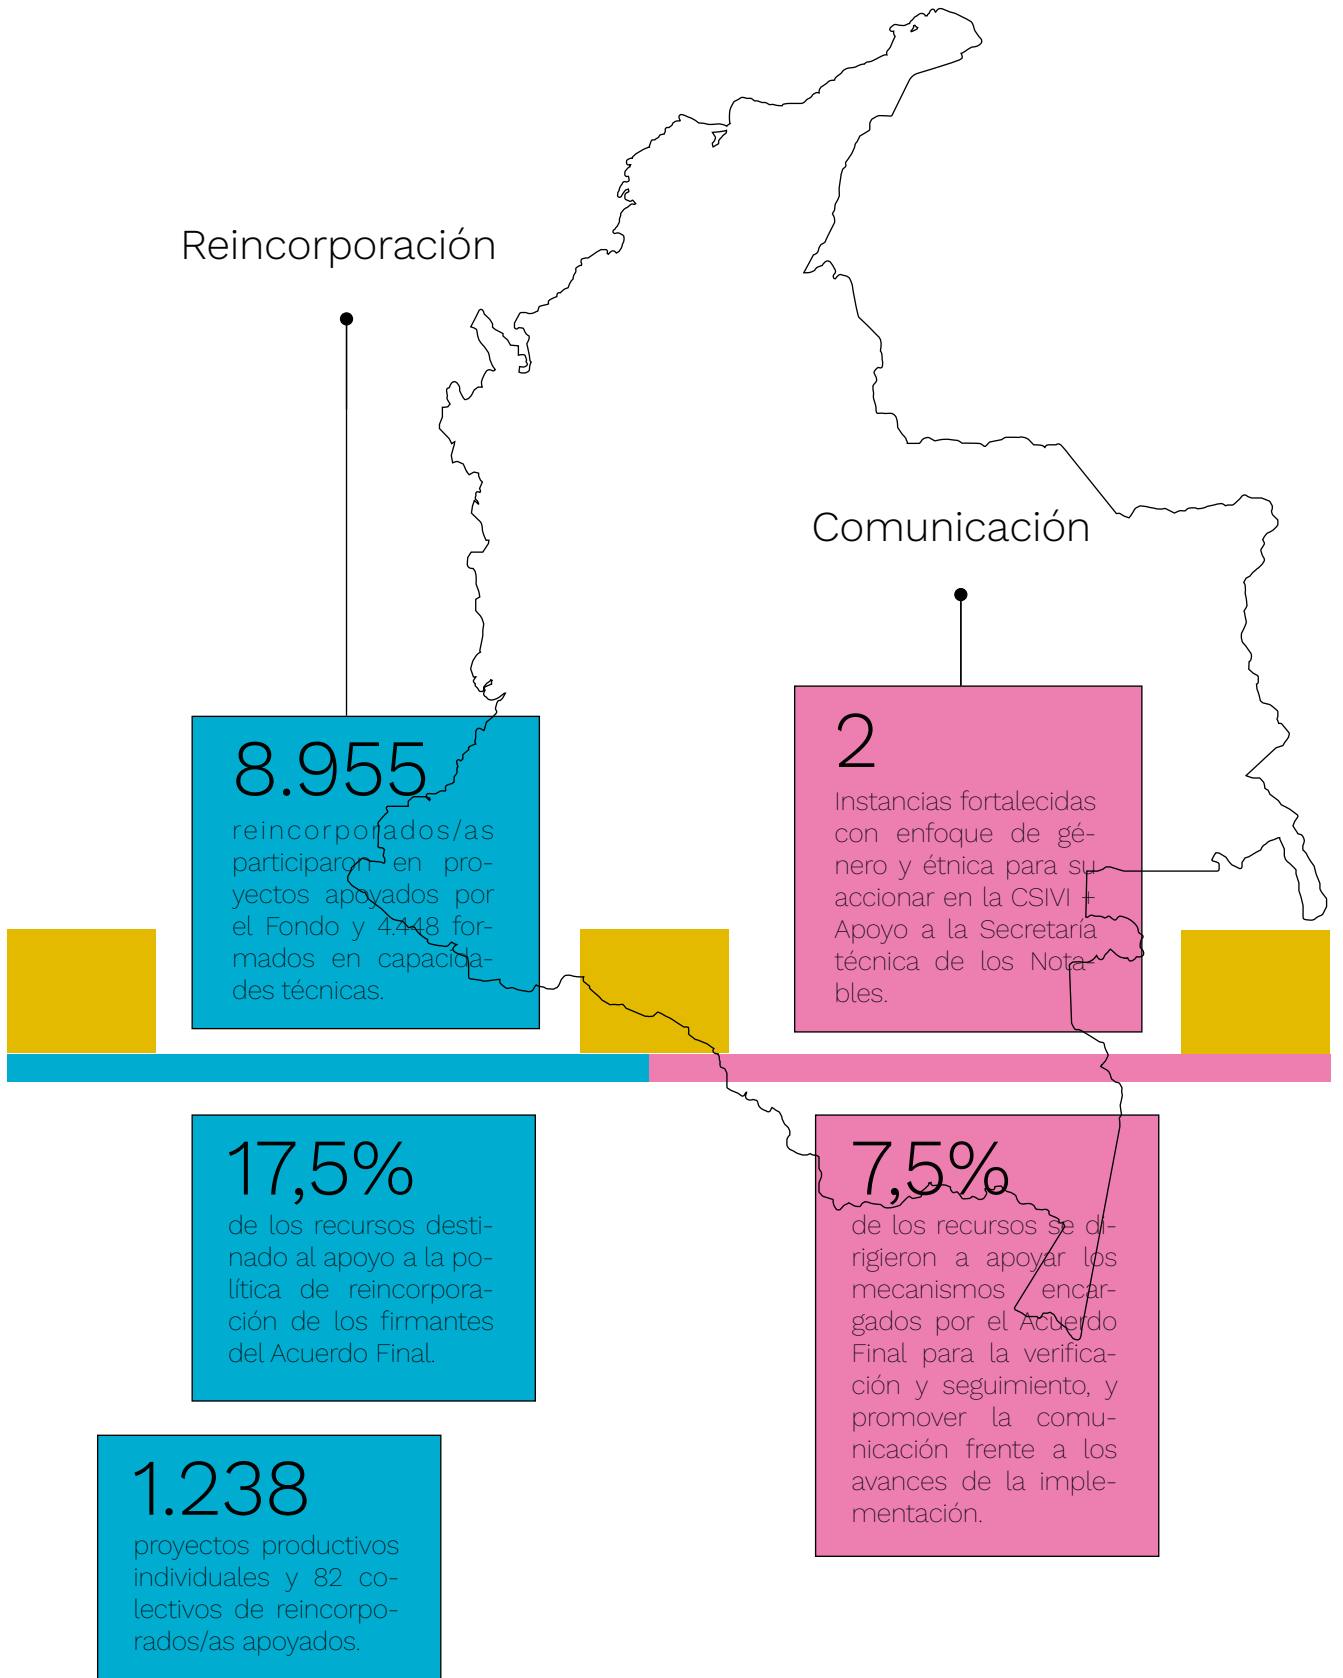 Reincorporación
8.955
reincorporados/as
participaron en pro-
yectos apoyados por
el Fondo y 4.448 for-
mados en capacida-
des técnicas.
17,5%
de los recursos desti-
nado al apoyo a la po-
lítica de reincorpora-
ción de los firmantes
del Acuerdo Final.
1.238
proyectos productivos
individuales y 82 co-
lectivos de reincorpo-
rados/as apoyados.
Comunicación
2
Instancias fortalecidas
con enfoque de gé-
nero y étnica para su
accionar en la CSIVI +
Apoyo a la Secretaría
técnica de los Nota-
bles.
7,5%
de los recursos se di-
rigieron a apoyar los
mecanismos encar-
gados por el Acuerdo
Final para la verifica-
ción y seguimiento, y
promover la comu-
nicación frente a los
avances de la imple-
mentación.